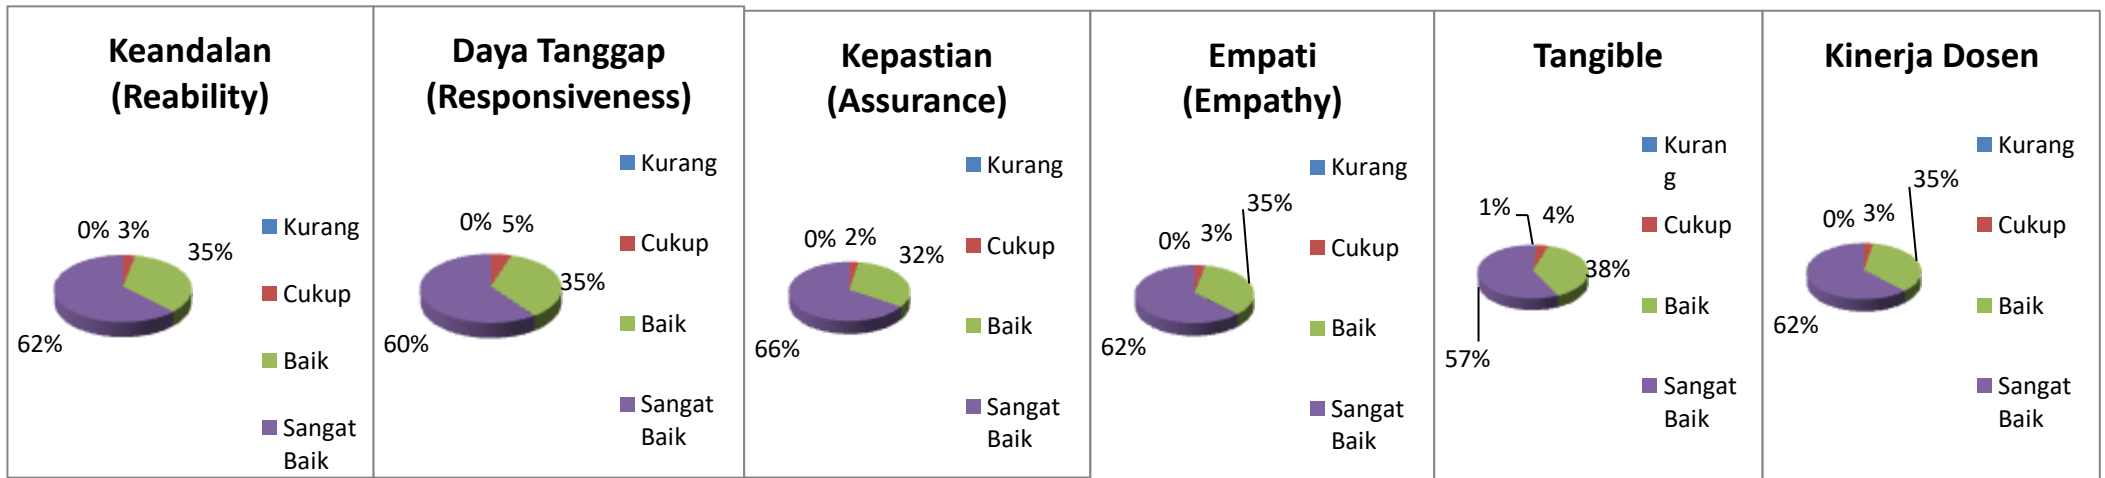 Keandalan
(Reability)
0% 3%
35%
62%
Kurang
Cukup
Baik
Sangat
Baik
Daya Tanggap
(Responsiveness)
0% 5%
35%
60%
Kurang
Cukup
Baik
Sangat
Baik
Kepastian
(Assurance)
0% 2%
32%
66%
Kurang
Cukup
Baik
Sangat
Baik
Empati
(Empathy)
0% 3%
35%
62%
Kurang
Cukup
Baik
Sangat
Baik
Tangible
1% 4%
38%
57%
Kuran
g
Cukup
Baik
Sangat
Baik
Kinerja Dosen
0% 3%
35%
62%
Kurang
Cukup
Baik
Sangat
Baik